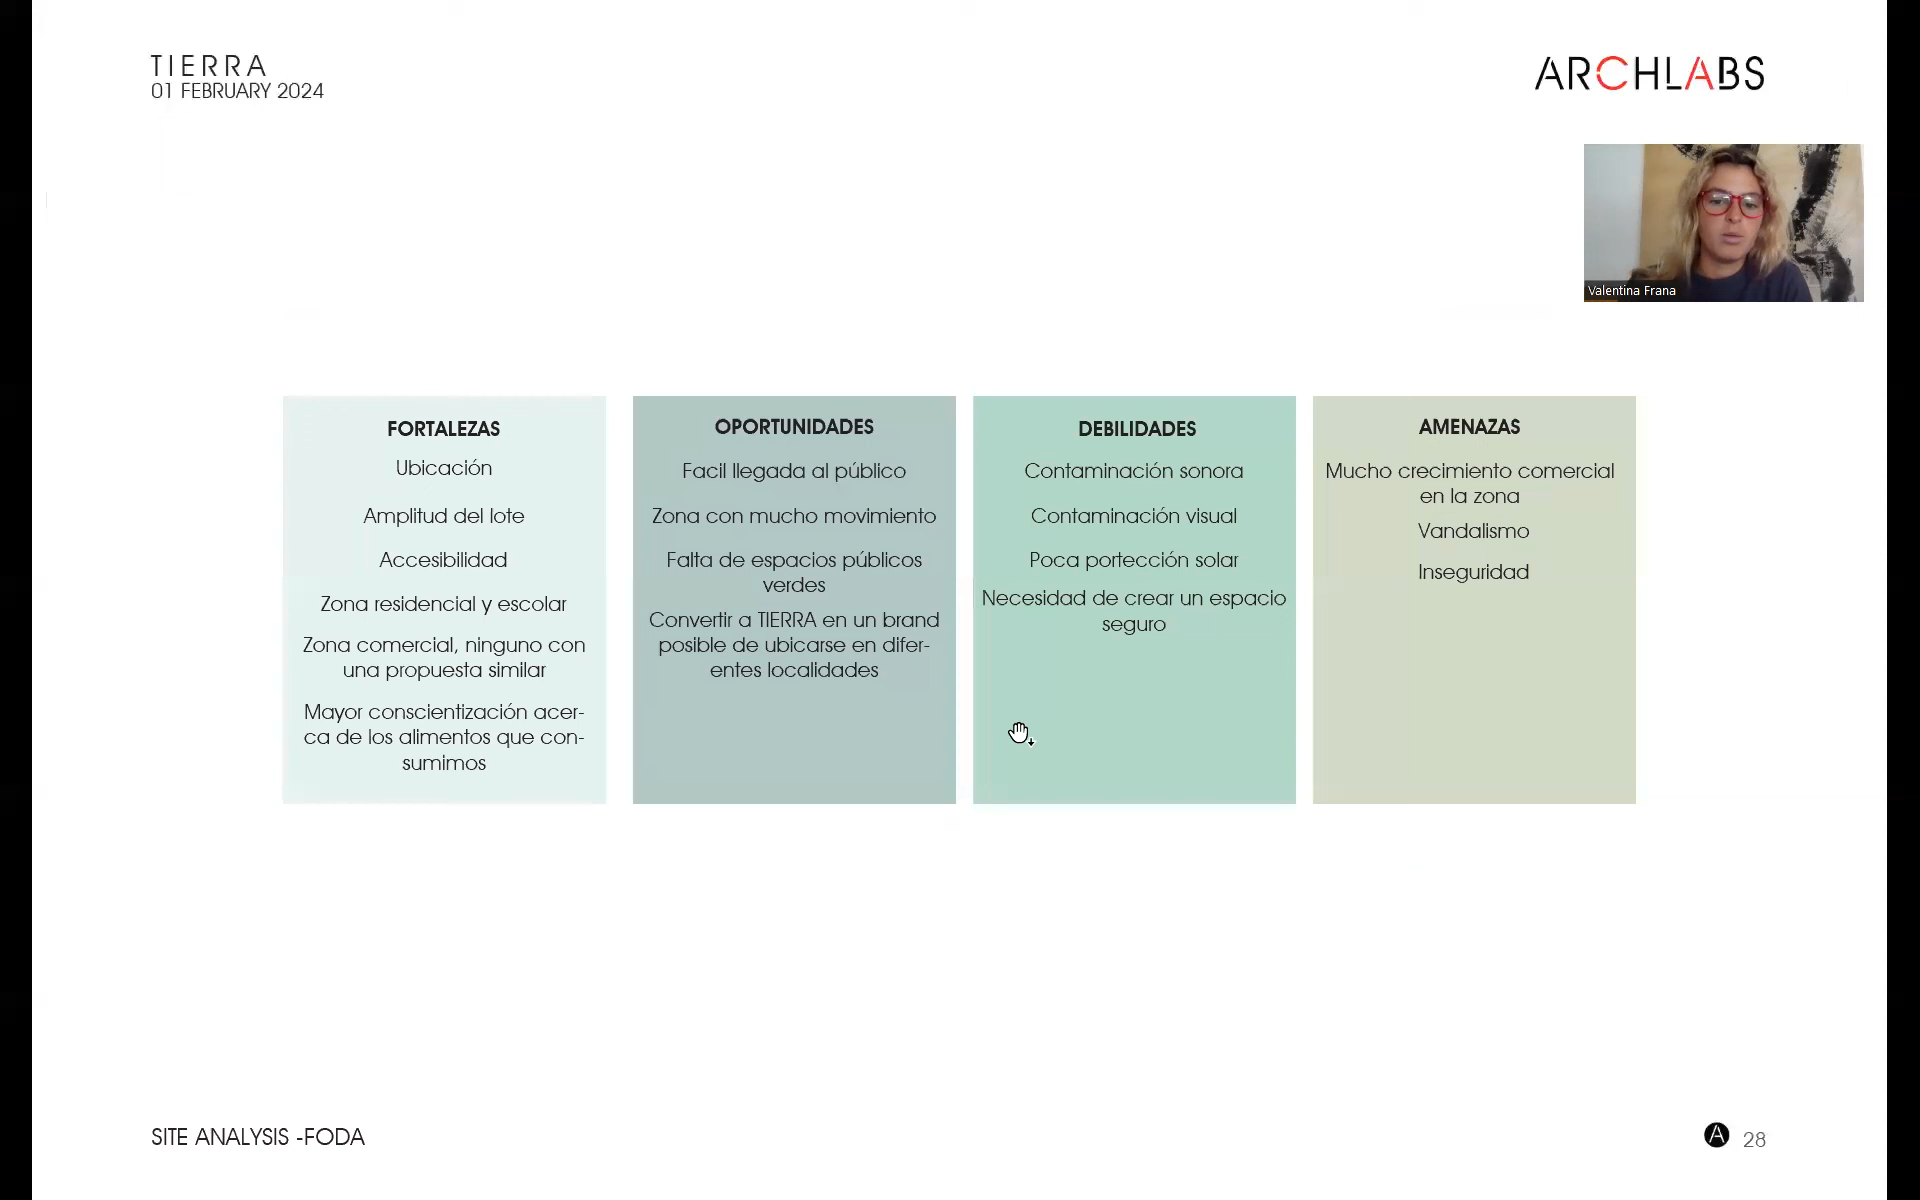 TIERRA
01 FEBRUARY 2024
ARCHLABS
Valentina Frana
FORTALEZAS
Ubicación
Amplitud del lote
Accesibilidad
Zona residencial y escolar
Zona comercial, ninguno con
una propuesta similar
Mayor conscientización acer-
ca de los alimentos que con-
sumimos
OPORTUNIDADES
Facil llegada al público
Zona con mucho movimiento
Falta de espacios públicos
verdes
Convertir a TIERRA en un brand
posible de ubicarse en difer-
entes localidades
DEBILIDADES
Contaminación sonora
Contaminación visual
Poca portección solar
Necesidad de crear un espacio
seguro
AMENAZAS
Mucho crecimiento comercial
en la zona
Vandalismo
Inseguridad
SITE ANALYSIS -FODA
A 28